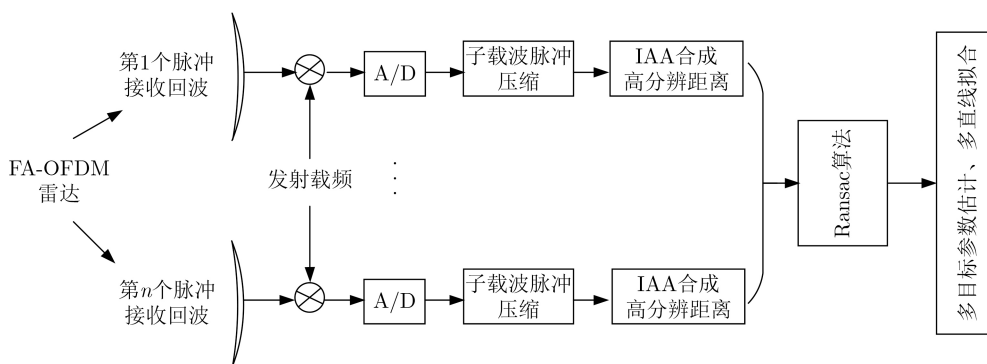 FA-OFDM
雷达
第1个脉冲
接收回波
A/D
子载波脉冲
压缩
IAA合成
高分辨距离
发射载频
第n个脉冲
接收回波
A/D
子载波脉冲
压缩
IAA合成
高分辨距离
Ransac算法
多目标参数估计、多直线拟合